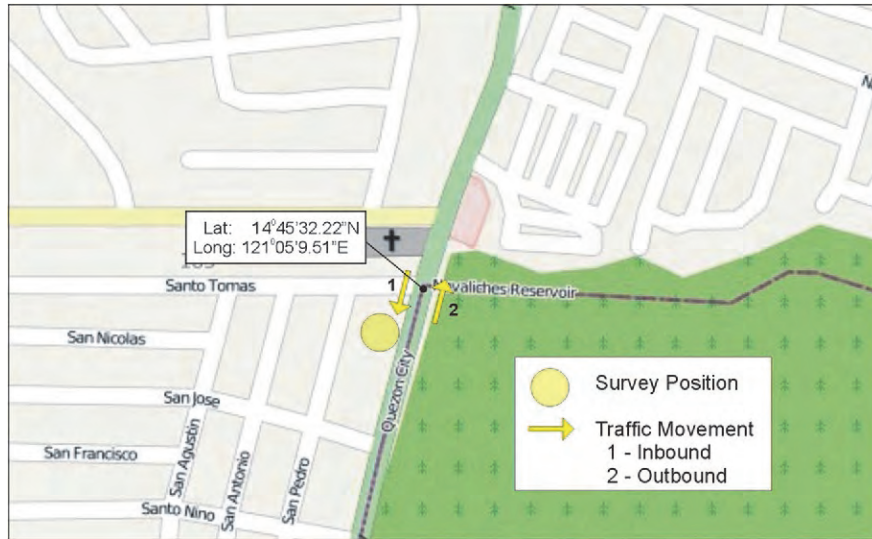 Lat: 14°45'32.22"N
Long: 121°05'9.51"E
Santo Tomas
1
Novaliches Reservoir
2
San Nicolas
Quezon City
San Jose
San Francisco
San Agustin
San Antonio
San Pedro
Santo Nino
Survey Position
Traffic Movement
1 - Inbound
2 - Outbound